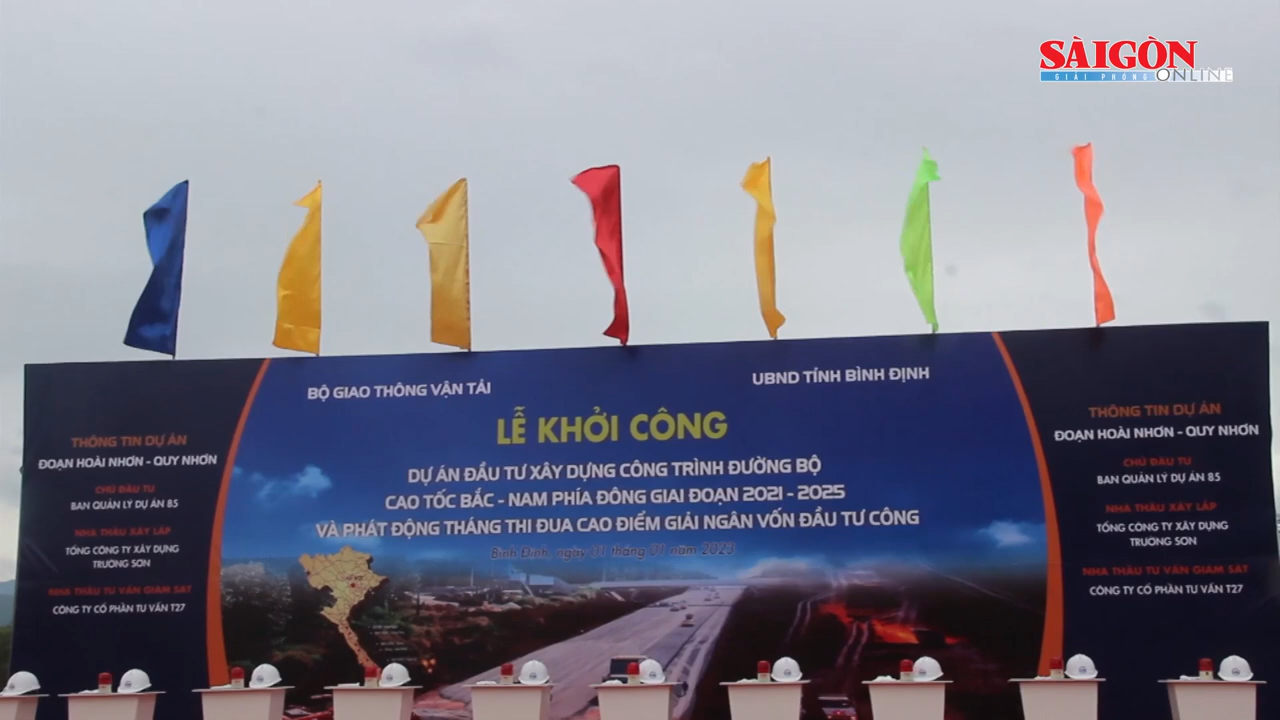 SÀIGÒN
GIẢI PHÓNG ONLINE
BỘ GIAO THÔNG VẬN TẢI
UBND TỈNH BÌNH ĐỊNH
LỄ KHỞI CÔNG
DỰ ÁN ĐẦU TƯ XÂY DỰNG CÔNG TRÌNH ĐƯỜNG BỘ
CAO TỐC BẮC - NAM PHÍA ĐÔNG GIAI ĐOẠN 2021 - 2025
VÀ PHÁT ĐỘNG THÁNG THI ĐUA CAO ĐIỂM GIẢI NGÂN VỐN ĐẦU TƯ CÔNG
Bình Định, ngày 01 tháng 01 năm 2023
THÔNG TIN DỰ ÁN
ĐOẠN HOÀI NHƠN - QUY NHƠN
CHỦ ĐẦU TƯ
BAN QUẢN LÝ DỰ ÁN 85
NHÀ THẦU XÂY LẮP
TỔNG CÔNG TY XÂY DỰNG
TRƯỜNG SƠN
NHÀ THẦU TƯ VẤN GIÁM SÁT
CÔNG TY CỔ PHẦN TƯ VẤN T27
THÔNG TIN DỰ ÁN
ĐOẠN HOÀI NHƠN - QUY NHƠN
CHỦ ĐẦU TƯ
BAN QUẢN LÝ DỰ ÁN 85
NHÀ THẦU XÂY LẮP
TỔNG CÔNG TY XÂY DỰNG
TRƯỜNG SƠN
NHÀ THẦU TƯ VẤN GIÁM SÁT
CÔNG TY CỔ PHẦN TƯ VẤN T27